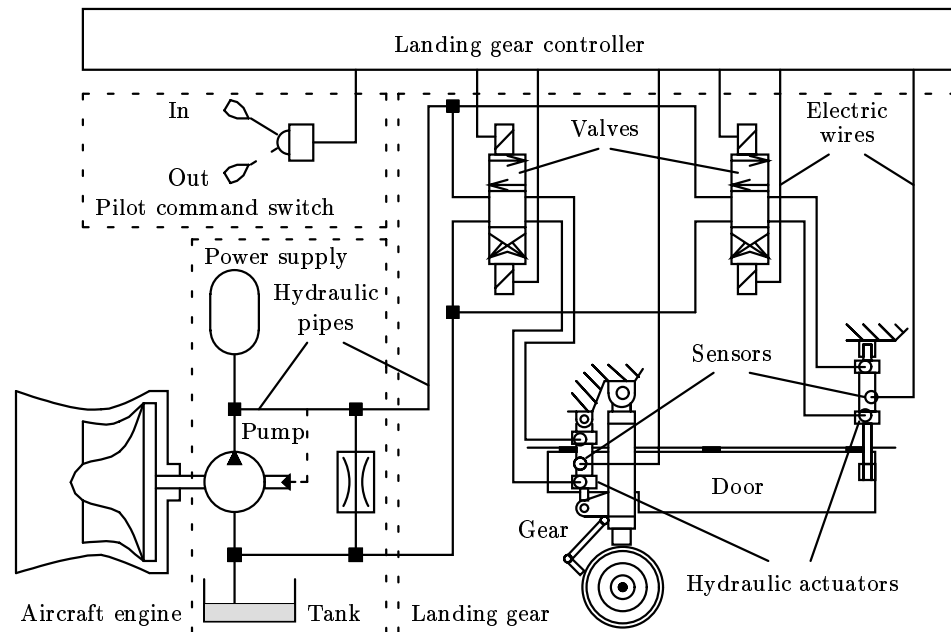 Landing gear controller
In
Out
Pilot command switch
Valves
Electric
wires
Power supply
Hydraulic
pipes
Sensors
Pump
Door
Gear
Hydraulic actuators
Aircraft engine
Tank
Landing gear